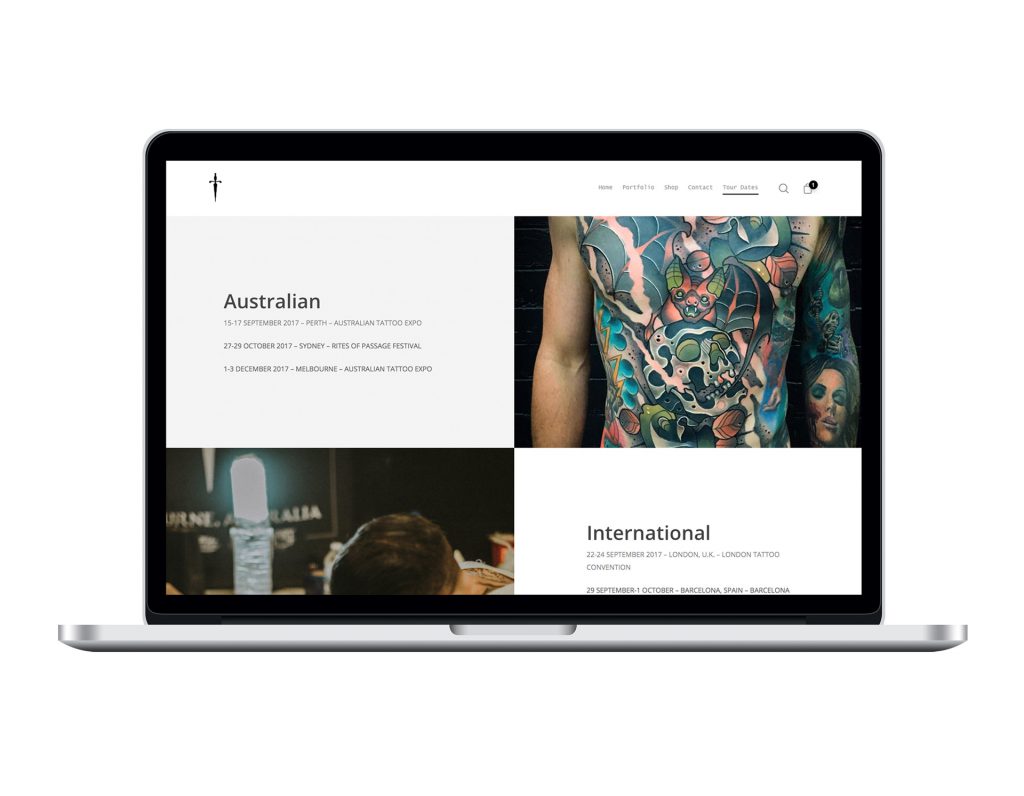 Home Portfolio Shop Contact Tour Dates 1
Australian
15-17 SEPTEMBER 2017 – PERTH – AUSTRALIAN TATTOO EXPO
27-29 OCTOBER 2017 – SYDNEY – RITES OF PASSAGE FESTIVAL
1-3 DECEMBER 2017 – MELBOURNE – AUSTRALIAN TATTOO EXPO
International
22-24 SEPTEMBER 2017 – LONDON, U.K. – LONDON TATTOO
CONVENTION
29 SEPTEMBER-1 OCTOBER – BARCELONA, SPAIN – BARCELONA